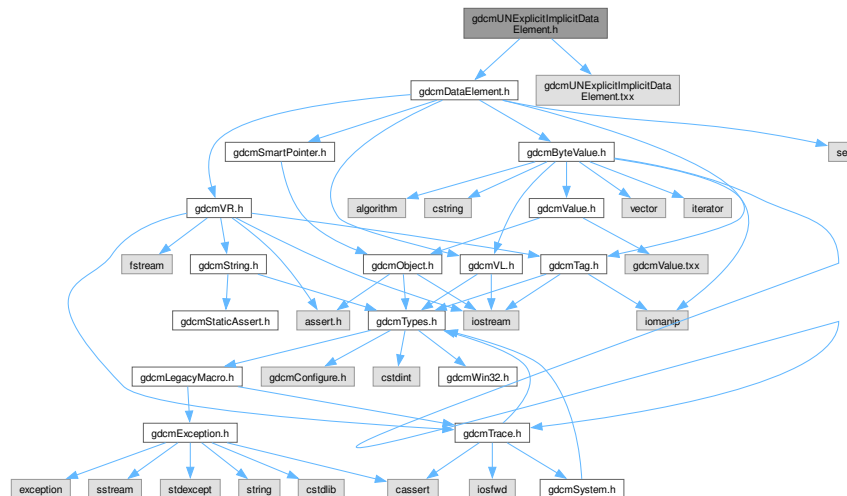 gdcmUNExplicitImplicitData
Element.h
gdcmDataElement.h
gdcmUNExplicitImplicitData
Element.txx
gdcmSmartPointer.h
gdcmByteValue.h
se
gdcmVR.h
algorithm
cstring
gdcmValue.h
vector
iterator
fstream
gdcmString.h
gdcmObject.h
gdcmVL.h
gdcmTag.h
gdcmValue.txx
gdcmStaticAssert.h
assert.h
gdcmTypes.h
iostream
iomanip
gdcmLegacyMacro.h
gdcmConfigure.h
cstdint
gdcmWin32.h
gdcmException.h
gdcmTrace.h
exception
sstream
stdexcept
string
cstdlib
cassert
iosfwd
gdcmSystem.h